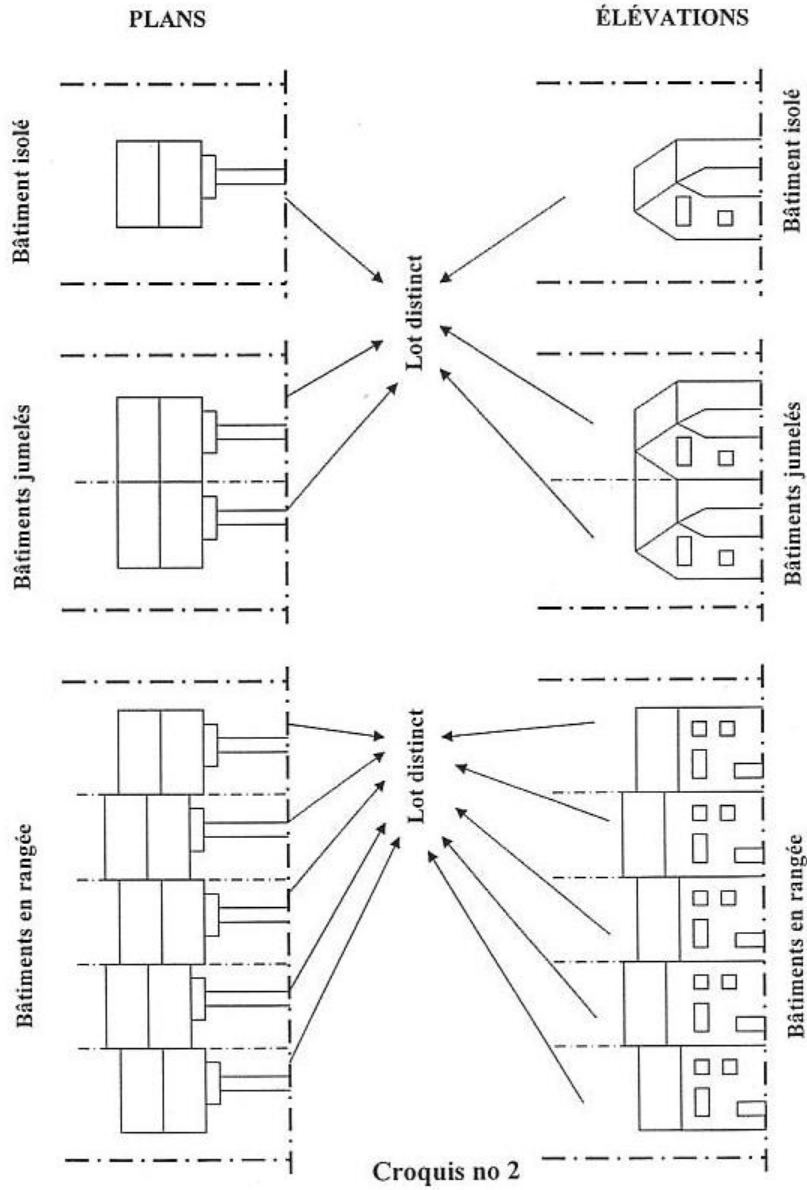 PLANS
ÉLÉVATIONS
Bâtiment isolé
Lot distinct
Bâtiment isolé
Bâtiments jumelés
Bâtiments jumelés
Bâtiments en rangée
Lot distinct
Bâtiments en rangée
Croquis no 2